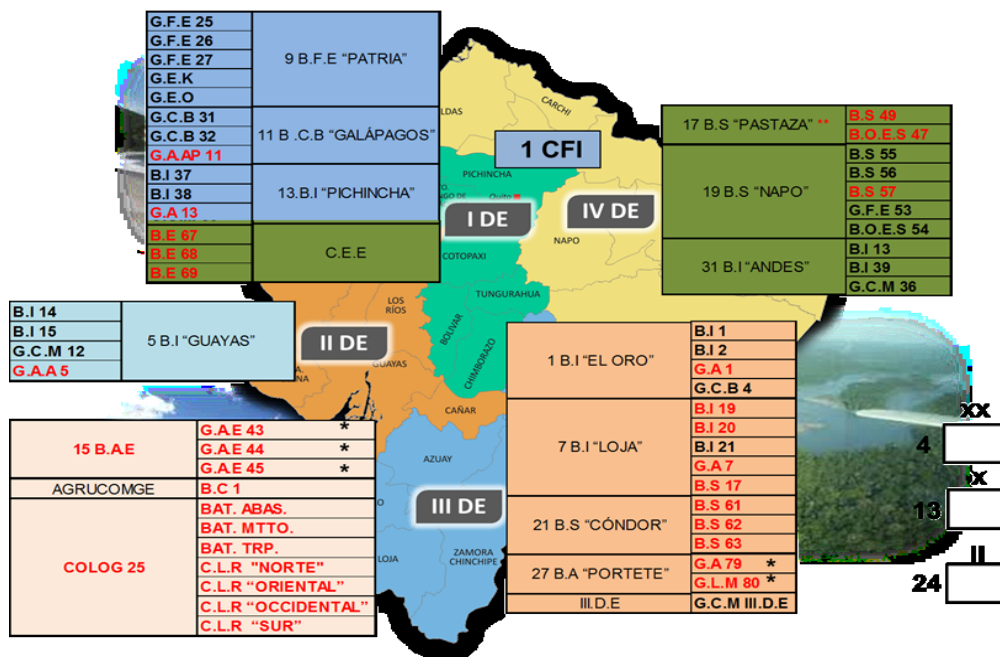 G.F.E 25
G.F.E 26
G.F.E 27
G.E.K
G.E.O
9 B.F.E “PATRIA”
G.C.B 31
G.C.B 32
G.A.AP 11
11 B .C.B “GALÁPAGOS”
B.I 37
B.I 38
G.A 13
13.B.I “PICHINCHA”
B.E 67
B.E 68
B.E 69
C.E.E
LDAS
CARCHI
1 CFI
PICHINCHA
Quito
I DE
IV DE
NAPO
COTOPAXI
TUNGURAHUA
BOLIVAR
CHIMBORAZO
LOS
RÍOS
II DE
GUAYAS
CAÑAR
AZUAY
III DE
LOJA
ZAMORA
CHINCHIPE
17 B.S “PASTAZA” **
B.S 49
B.O.E.S 47
19 B.S “NAPO”
B.S 55
B.S 56
B.S 57
G.F.E 53
B.O.E.S 54
31 B.I “ANDES”
B.I 13
B.I 39
G.C.M 36
B.I 14
B.I 15
G.C.M 12
G.A.A 5
5 B.I “GUAYAS”
1 B.I “EL ORO”
B.I 1
B.I 2
G.A 1
G.C.B 4
7 B.I “LOJA”
B.I 19
B.I 20
B.I 21
G.A 7
B.S 17
21 B.S “CÓNDOR”
B.S 61
B.S 62
B.S 63
27 B.A “PORTETE”
G.A 79 *
G.L.M 80 *
III.D.E
G.C.M III.D.E
15 B.A.E
G.A.E 43 *
G.A.E 44 *
G.A.E 45 *
AGRUCOMGE
B.C 1
COLOG 25
BAT. ABAS.
BAT. MTTO.
BAT. TRP.
C.L.R "NORTE"
C.L.R “ORIENTAL”
C.L.R “OCCIDENTAL”
C.L.R “SUR”
XX
4
X
13
II
24